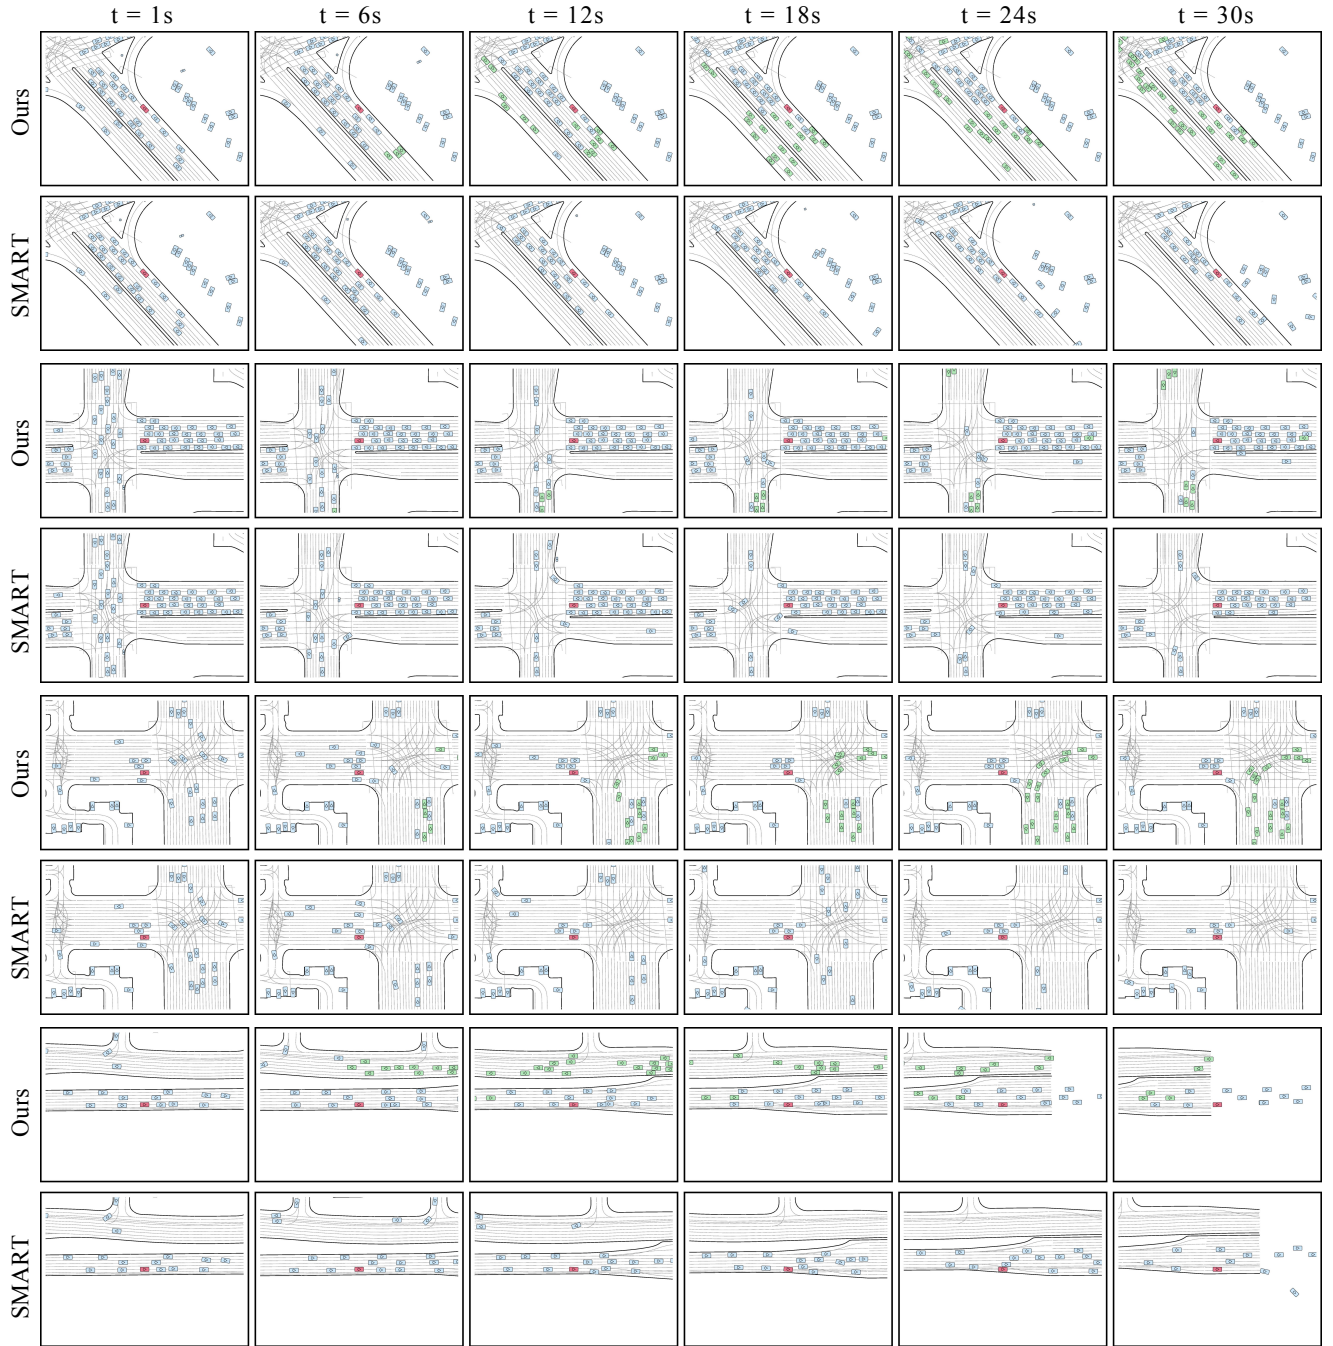 t = 1s t = 6s t = 12s t = 18s t = 24s t = 30s
Ours
SMART
Ours
SMART
Ours
SMART
Ours
SMART